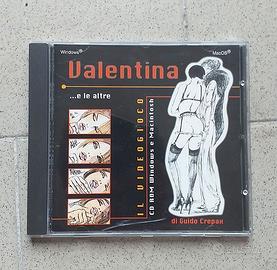 Windows®
MacOS®
Valentina
...e le altre
IL VIDEOGIOCO
CD ROM Windows e Macintosh
di Guido Crepax